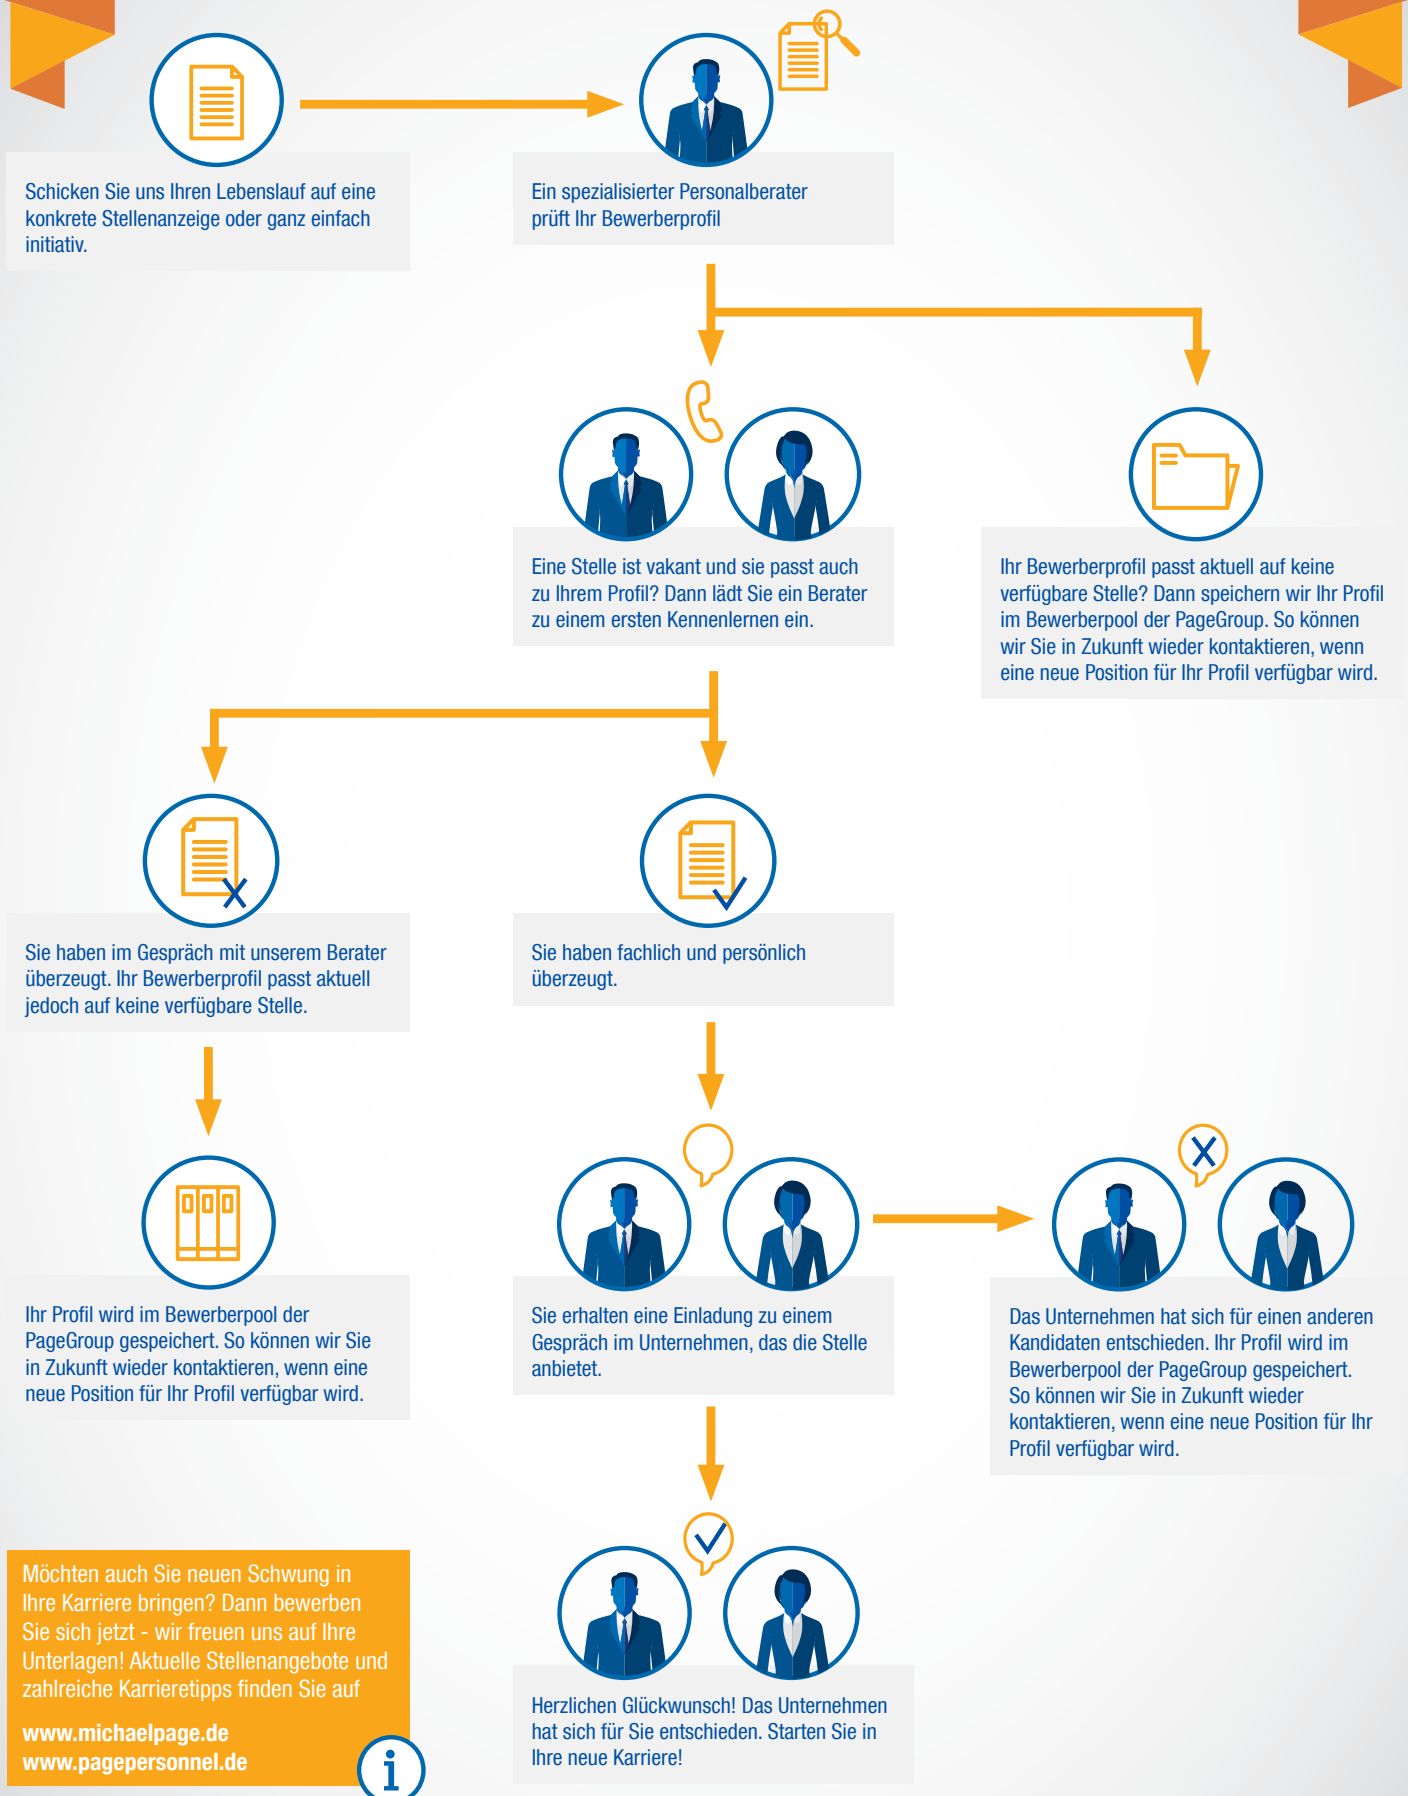 Schicken Sie uns Ihren Lebenslauf auf eine
konkrete Stellenanzeige oder ganz einfach
initiativ.
Ein spezialisierter Personalberater
prüft Ihr Bewerberprofil
Eine Stelle ist vakant und sie passt auch
zu Ihrem Profil? Dann lädt Sie ein Berater
zu einem ersten Kennenlernen ein.
Ihr Bewerberprofil passt aktuell auf keine
verfügbare Stelle? Dann speichern wir Ihr Profil
im Bewerberpool der PageGroup. So können
wir Sie in Zukunft wieder kontaktieren, wenn
eine neue Position für Ihr Profil verfügbar wird.
Sie haben im Gespräch mit unserem Berater
überzeugt. Ihr Bewerberprofil passt aktuell
jedoch auf keine verfügbare Stelle.
Sie haben fachlich und persönlich
überzeugt.
Ihr Profil wird im Bewerberpool der
PageGroup gespeichert. So können wir Sie
in Zukunft wieder kontaktieren, wenn eine
neue Position für Ihr Profil verfügbar wird.
Sie erhalten eine Einladung zu einem
Gespräch im Unternehmen, das die Stelle
anbietet.
Das Unternehmen hat sich für einen anderen
Kandidaten entschieden. Ihr Profil wird im
Bewerberpool der PageGroup gespeichert.
So können wir Sie in Zukunft wieder
kontaktieren, wenn eine neue Position für Ihr
Profil verfügbar wird.
Möchten auch Sie neuen Schwung in
Ihre Karriere bringen? Dann bewerben
Sie sich jetzt - wir freuen uns auf Ihre
Unterlagen! Aktuelle Stellenangebote und
zahlreiche Karrieretipps finden Sie auf
www.michaelpage.de
www.pagepersonnel.de
i
Herzlichen Glückwunsch! Das Unternehmen
hat sich für Sie entschieden. Starten Sie in
Ihre neue Karriere!